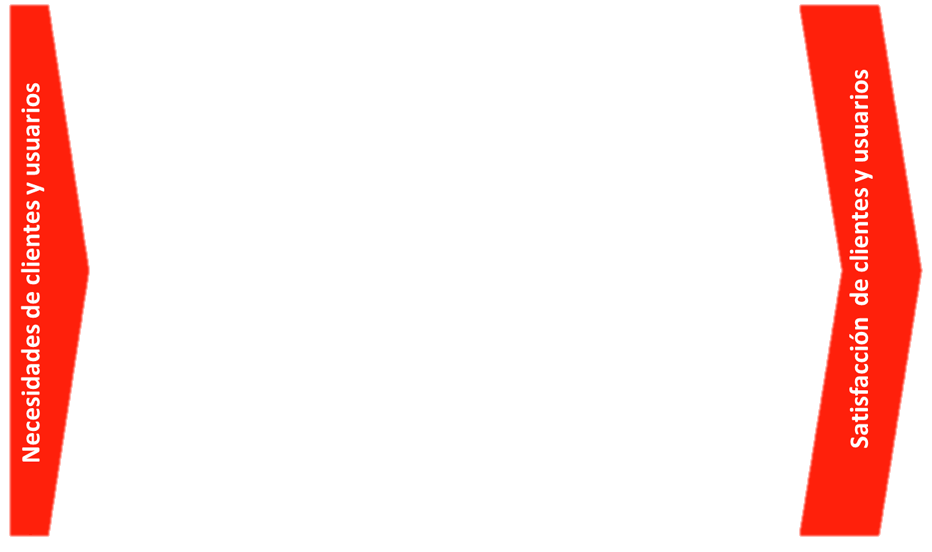 Necesidades de clientes y usuarios
Satisfacción de clientes y usuarios